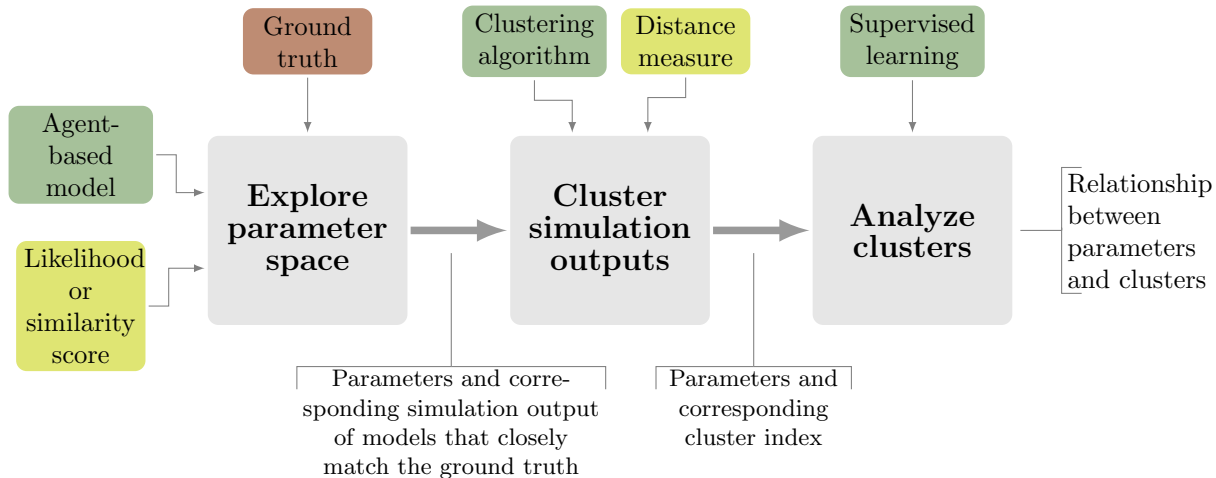 Ground
truth
Clustering
algorithm
Distance
measure
Supervised
learning
Agent-
based
model
Likelihood
or
similarity
score
Explore
parameter
space
Cluster
simulation
outputs
Analyze
clusters
Relationship
between
parameters
and clusters
Parameters and corre-
sponding simulation output
of models that closely
match the ground truth
Parameters and
corresponding
cluster index